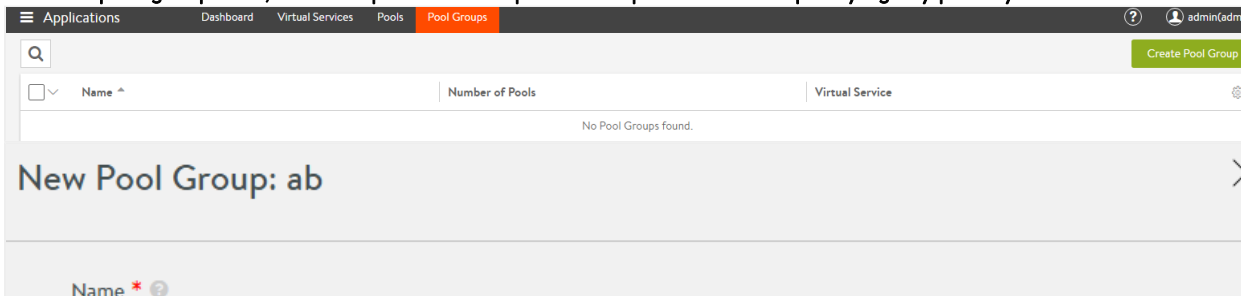 Applications Dashboard Virtual Services Pools Pool Groups ? admin(adm
Create Pool Group
Name Number of Pools Virtual Service
No Pool Groups found.
New Pool Group: ab
Name * ?